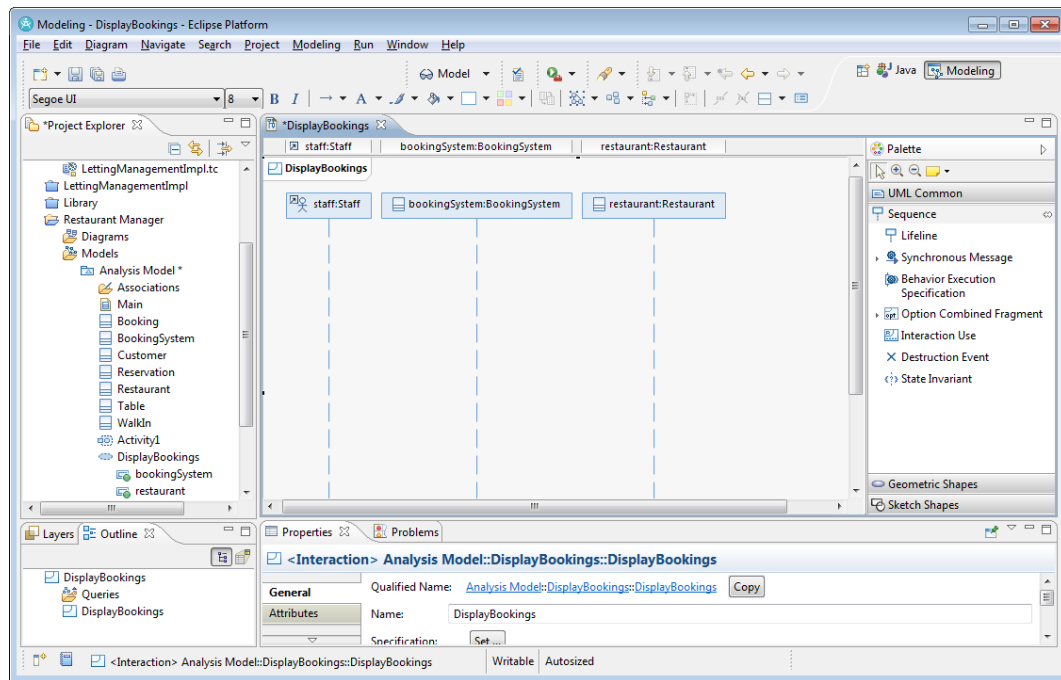 Modeling - DisplayBookings - Eclipse Platform
File Edit Diagram Navigate Search Project Modeling Run Window Help
Model
Java Modeling
Segoe UI 8 B I A
*Project Explorer
LettingManagementImpl.tc
LettingManagementImpl
Library
Restaurant Manager
Diagrams
Models
Analysis Model *
Associations
Main
Booking
BookingSystem
Customer
Reservation
Restaurant
Table
WalkIn
Activity1
DisplayBookings
bookingSystem
restaurant
*DisplayBookings
staff:Staff bookingSystem:BookingSystem restaurant:Restaurant
DisplayBookings
staff:Staff bookingSystem:BookingSystem restaurant:Restaurant
Palette
UML Common
Sequence
Lifeline
Synchronous Message
Behavior Execution
Specification
opt Option Combined Fragment
Interaction Use
Destruction Event
State Invariant
Geometric Shapes
Sketch Shapes
Layers Outline
DisplayBookings
Queries
DisplayBookings
Properties Problems
<Interaction> Analysis Model::DisplayBookings::DisplayBookings
General
Attributes
Qualified Name: Analysis Model::DisplayBookings::DisplayBookings Copy
Name: DisplayBookings
Specification: Set ...
<Interaction> Analysis Model::DisplayBookings::DisplayBookings Writable Autosized